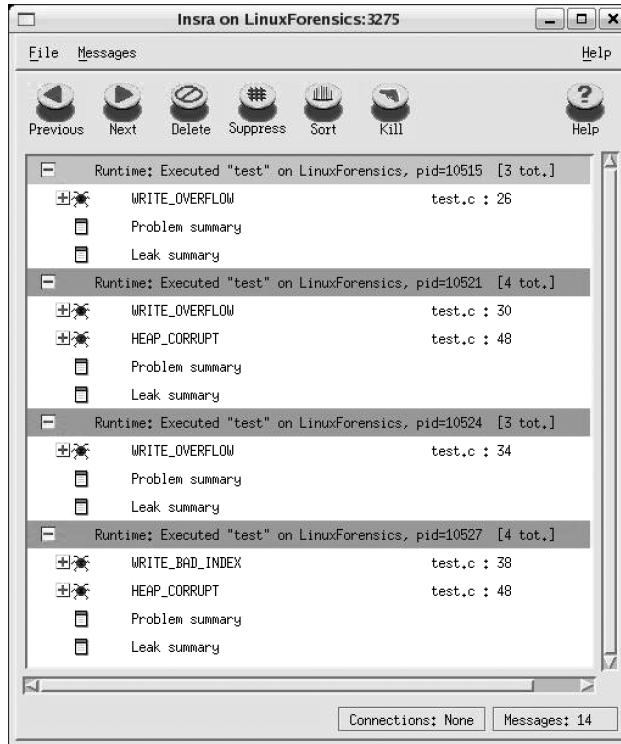 Insra on LinuxForensics:3275
File Messages Help
Previous Next Delete Suppress Sort Kill Help
Runtime: Executed "test" on LinuxForensics, pid=10515 [3 tot.]
WRITE_OVERFLOW test.c : 26
Problem summary
Leak summary
Runtime: Executed "test" on LinuxForensics, pid=10521 [4 tot.]
WRITE_OVERFLOW test.c : 30
HEAP_CORRUPT test.c : 48
Problem summary
Leak summary
Runtime: Executed "test" on LinuxForensics, pid=10524 [3 tot.]
WRITE_OVERFLOW test.c : 34
Problem summary
Leak summary
Runtime: Executed "test" on LinuxForensics, pid=10527 [4 tot.]
WRITE_BAD_INDEX test.c : 38
HEAP_CORRUPT test.c : 48
Problem summary
Leak summary
Connections: None Messages: 14